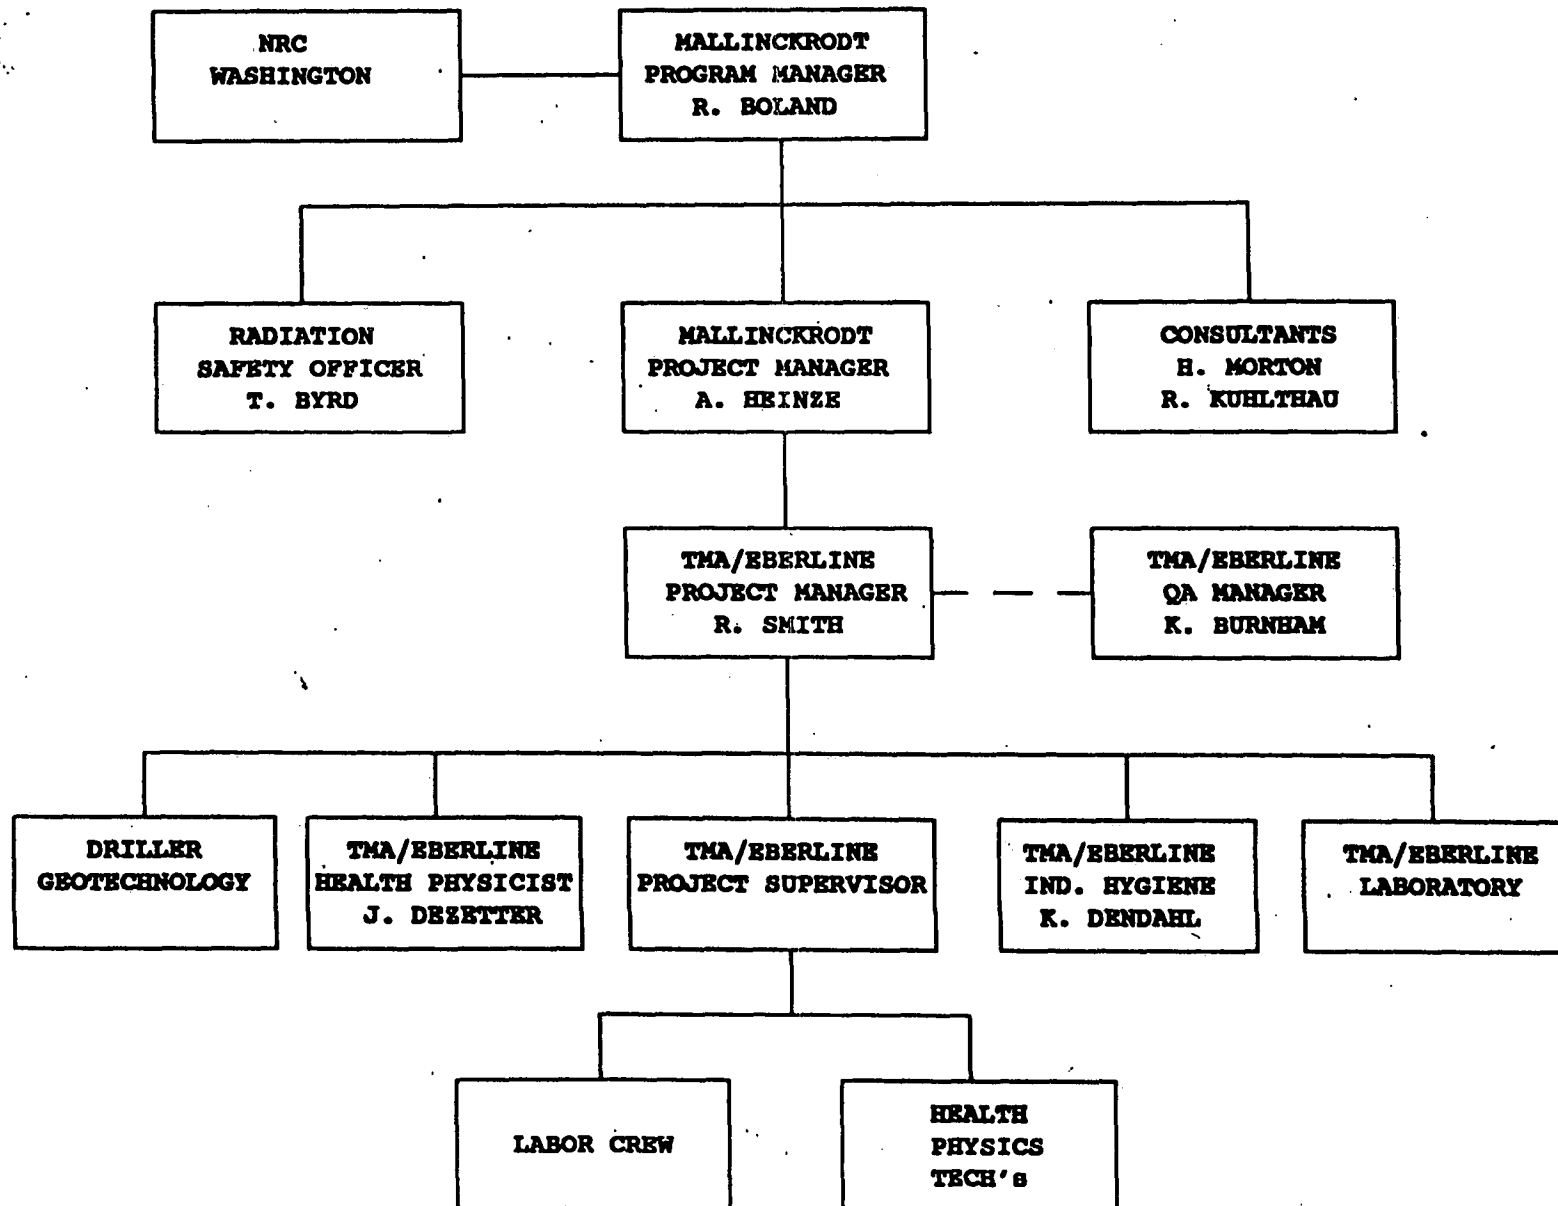 NRC
WASHINGTON
MALLINCKRODT
PROGRAM MANAGER
R. BOLAND
RADIATION
SAFETY OFFICER
T. BYRD
MALLINCKRODT
PROJECT MANAGER
A. HEINZE
CONSULTANTS
H. MORTON
R. KUHLTHAU
TMA/EBERLINE
PROJECT MANAGER
R. SMITH
TMA/EBERLINE
QA MANAGER
K. BURNHAM
DRILLER
GEOTECHNOLOGY
TMA/EBERLINE
HEALTH PHYSICIST
J. DEZETTER
TMA/EBERLINE
PROJECT SUPERVISOR
TMA/EBERLINE
IND. HYGIENE
K. DENDAHL
TMA/EBERLINE
LABORATORY
LABOR CREW
HEALTH
PHYSICS
TECH's